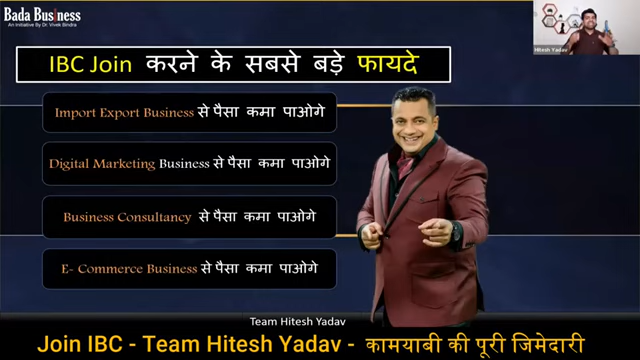 Bada Business
An Initiative By Dr. Vivek Bindra
Hitesh Yadav
IBC Join करने के सबसे बड़े फायदे
Import Export Business से पैसा कमा पाओगे
Digital Marketing Business से पैसा कमा पाओगे
Business Consultancy से पैसा कमा पाओगे
E- Commerce Business से पैसा कमा पाओगे
Team Hitesh Yadav
Join IBC - Team Hitesh Yadav - कामयाबी की पूरी जिमेदारी